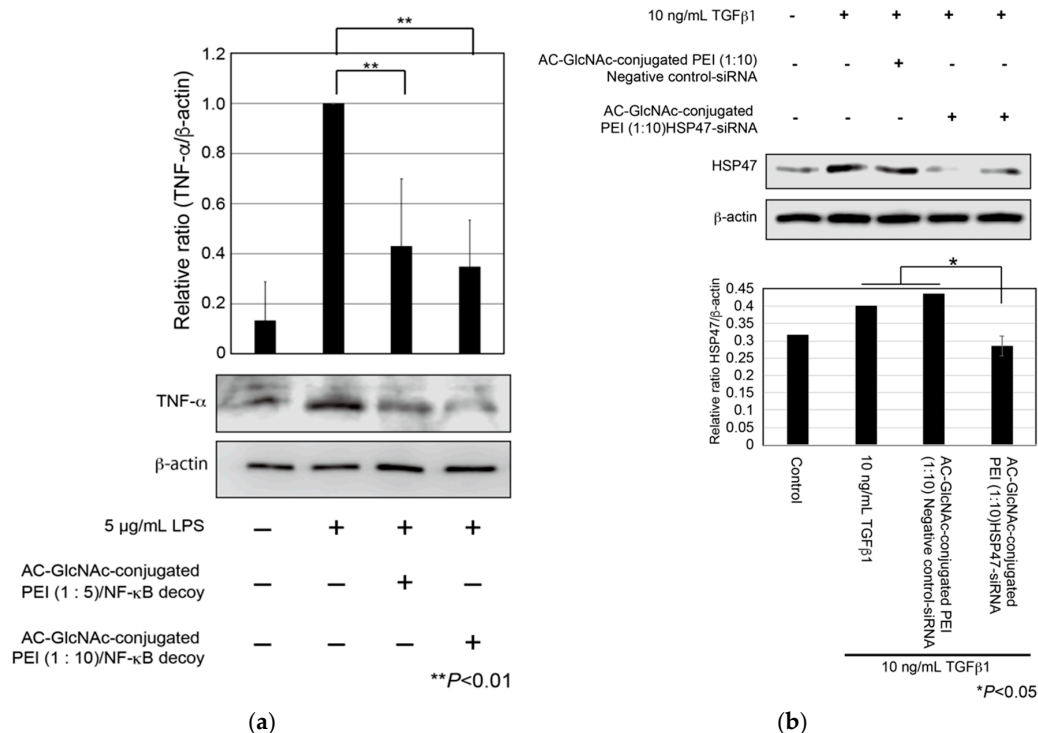 **
**
1.2
1.0
0.8
0.6
0.4
0.2
0
Relative ratio (TNF-α/β-actin)
TNF-α
β-actin
5 µg/mL LPS − + + +
AC-GlcNAc-conjugated
PEI (1 : 5)/NF-κB decoy − − + −
AC-GlcNAc-conjugated
PEI (1 : 10)/NF-κB decoy − − − +
**P<0.01
(a)
10 ng/mL TGFβ1 - + + - +
AC-GlcNAc-conjugated PEI (1:10)
Negative control-siRNA - - + - -
AC-GlcNAc-conjugated
PEI (1:10)HSP47-siRNA - - - + +
HSP47
β-actin
*
0.45
0.4
0.35
0.3
0.25
0.2
0.15
0.1
0.05
0
Relative ratio HSP47/β-actin
Control
10 ng/mL TGFβ1
AC-GlcNAc-conjugated PEI
(1:10) Negative control-siRNA
AC-GlcNAc-conjugated
PEI (1:10)HSP47-siRNA
10 ng/mL TGFβ1
*P<0.05
(b)